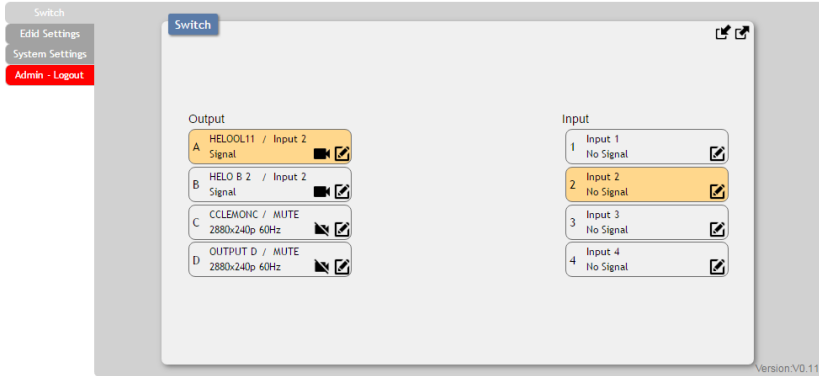 Switch
Edid Settings
System Settings
Admin - Logout
Switch
Output
A
HELOOL11 / Input 2
Signal
B
HELO B 2 / Input 2
Signal
C
CCLEMONC / MUTE
2880x240p 60Hz
D
OUTPUT D / MUTE
2880x240p 60Hz
Input
1
Input 1
No Signal
2
Input 2
No Signal
3
Input 3
No Signal
4
Input 4
No Signal
Version:V0.11